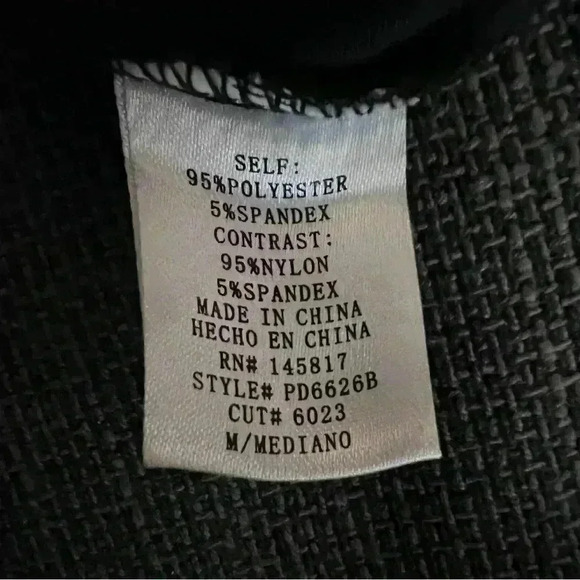 SELF:
95%POLYESTER
5%SPANDEX
CONTRAST:
95%NYLON
5%SPANDEX
MADE IN CHINA
HECHO EN CHINA
RN# 145817
STYLE# PD6626B
CUT# 6023
M/MEDIANO